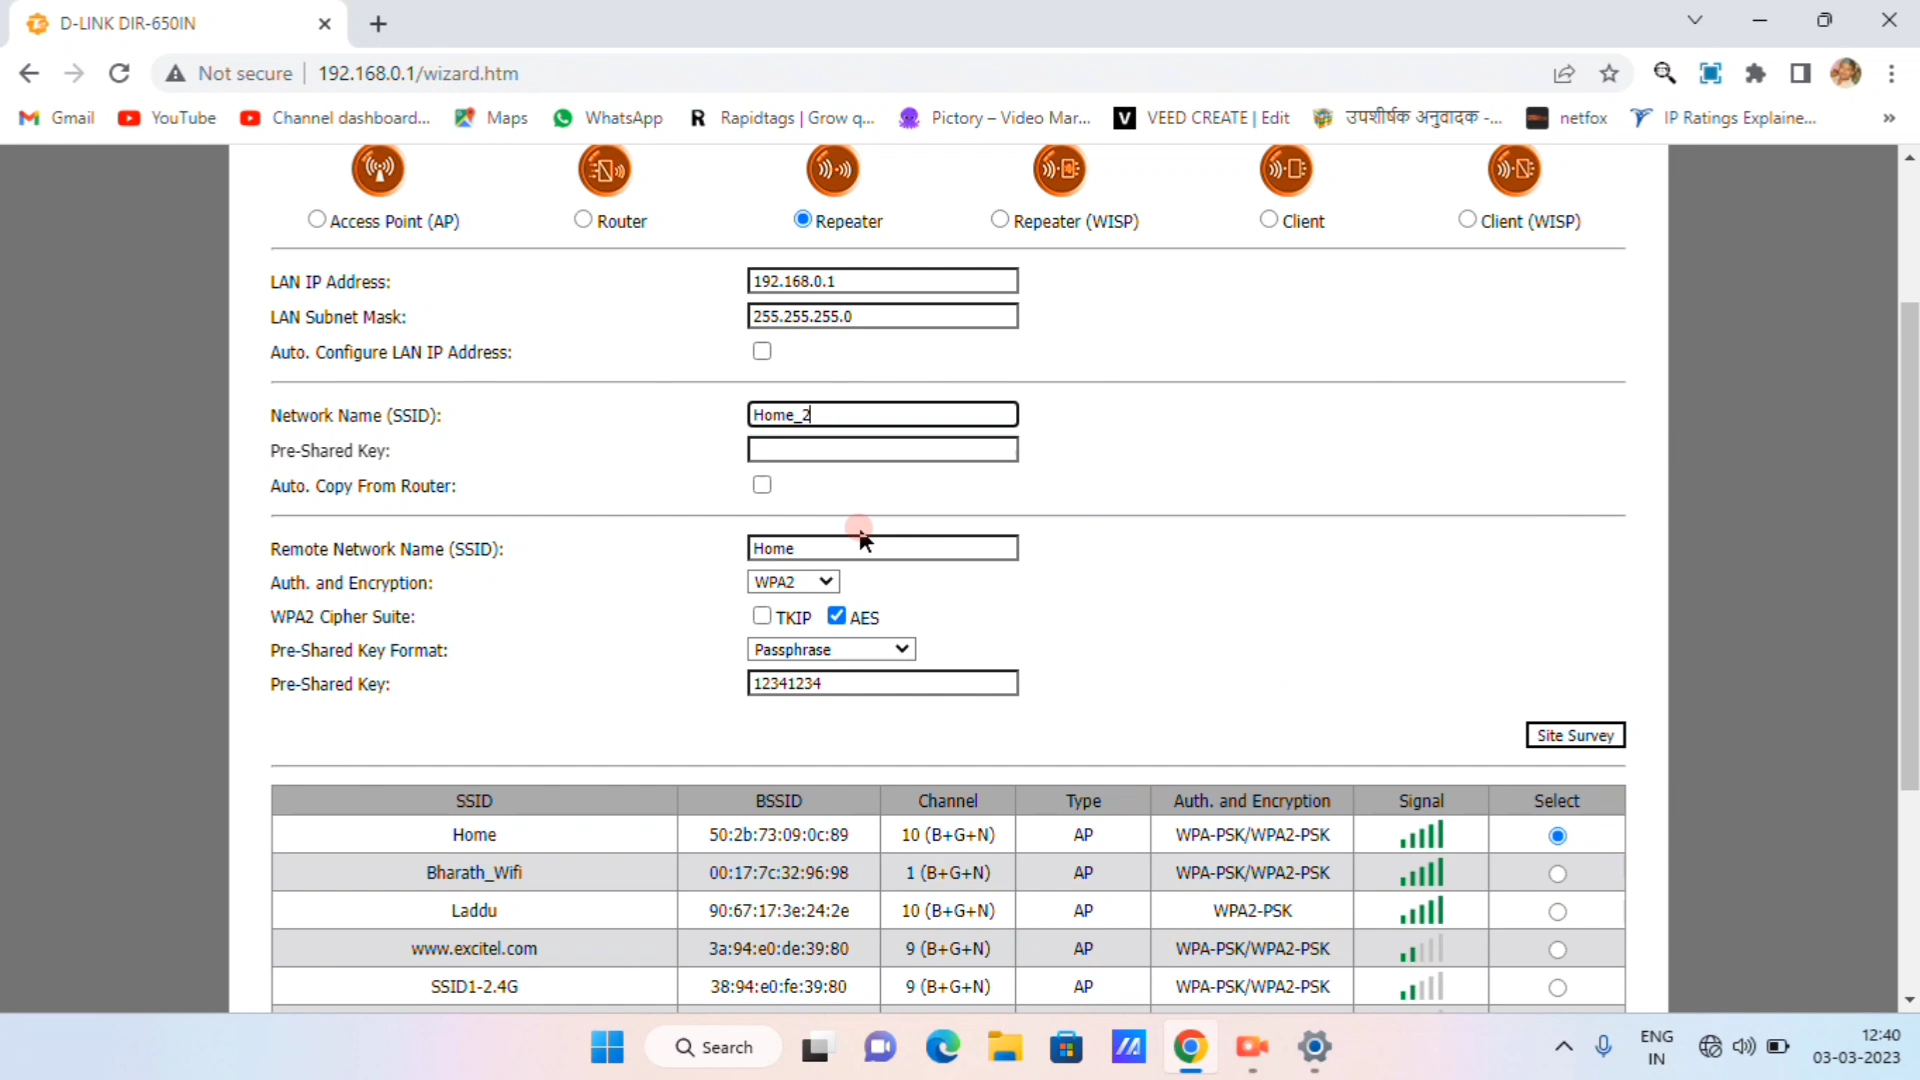 D-LINK DIR-650IN
Not secure 192.168.0.1/wizard.htm
Gmail YouTube Channel dashboard... Maps WhatsApp Rapidtags | Grow q... Pictory – Video Mar... VEED CREATE | Edit उपशीर्षक अनुवादक -... netfox IP Ratings Explaine... »
Access Point (AP) Router Repeater Repeater (WISP) Client Client (WISP)
LAN IP Address: 192.168.0.1
LAN Subnet Mask: 255.255.255.0
Auto. Configure LAN IP Address:
Network Name (SSID): Home_2
Pre-Shared Key:
Auto. Copy From Router:
Remote Network Name (SSID): Home
Auth. and Encryption: WPA2
WPA2 Cipher Suite: TKIP AES
Pre-Shared Key Format: Passphrase
Pre-Shared Key: 12341234
Site Survey
SSID BSSID Channel Type Auth. and Encryption Signal Select
Home 50:2b:73:09:0c:89 10 (B+G+N) AP WPA-PSK/WPA2-PSK
Bharath_Wifi 00:17:7c:32:96:98 1 (B+G+N) AP WPA-PSK/WPA2-PSK
Laddu 90:67:17:3e:24:2e 10 (B+G+N) AP WPA2-PSK
www.excitel.com 3a:94:e0:de:39:80 9 (B+G+N) AP WPA-PSK/WPA2-PSK
SSID1-2.4G 38:94:e0:fe:39:80 9 (B+G+N) AP WPA-PSK/WPA2-PSK
Search ENG 12:40
IN 03-03-2023